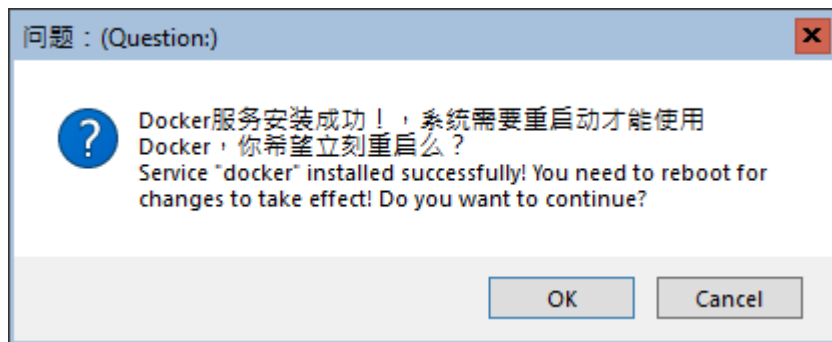 问题：(Question:)
Docker服务安装成功！，系统需要重启动才能使用
Docker，你希望立刻重启么？
Service "docker" installed successfully! You need to reboot for
changes to take effect! Do you want to continue?
OK
Cancel